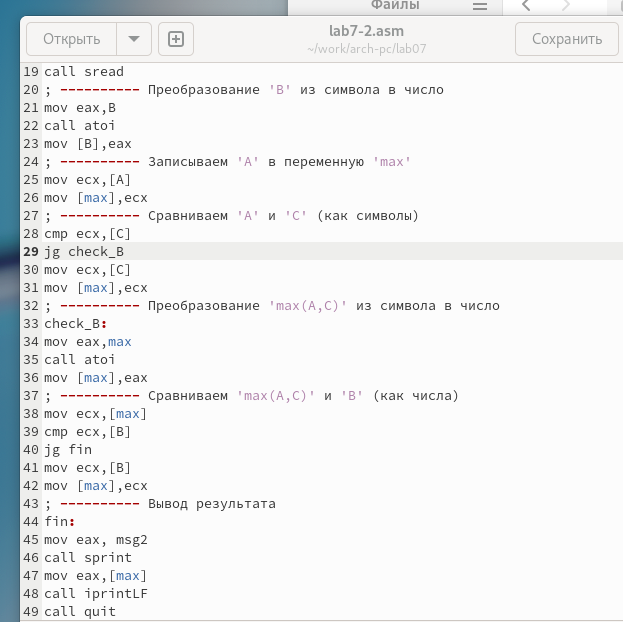 Файлы
Открыть
lab7-2.asm
~/work/arch-pc/lab07
Сохранить
19 call sread
20 ; ---------- Преобразование 'B' из символа в число
21 mov eax,B
22 call atoi
23 mov [B],eax
24 ; ---------- Записываем 'A' в переменную 'max'
25 mov ecx,[A]
26 mov [max],ecx
27 ; ---------- Сравниваем 'A' и 'С' (как символы)
28 cmp ecx,[C]
29 jg check_B
30 mov ecx,[C]
31 mov [max],ecx
32 ; ---------- Преобразование 'max(A,C)' из символа в число
33 check_B:
34 mov eax,max
35 call atoi
36 mov [max],eax
37 ; ---------- Сравниваем 'max(A,C)' и 'B' (как числа)
38 mov ecx,[max]
39 cmp ecx,[B]
40 jg fin
41 mov ecx,[B]
42 mov [max],ecx
43 ; ---------- Вывод результата
44 fin:
45 mov eax, msg2
46 call sprint
47 mov eax,[max]
48 call iprintLF
49 call quit